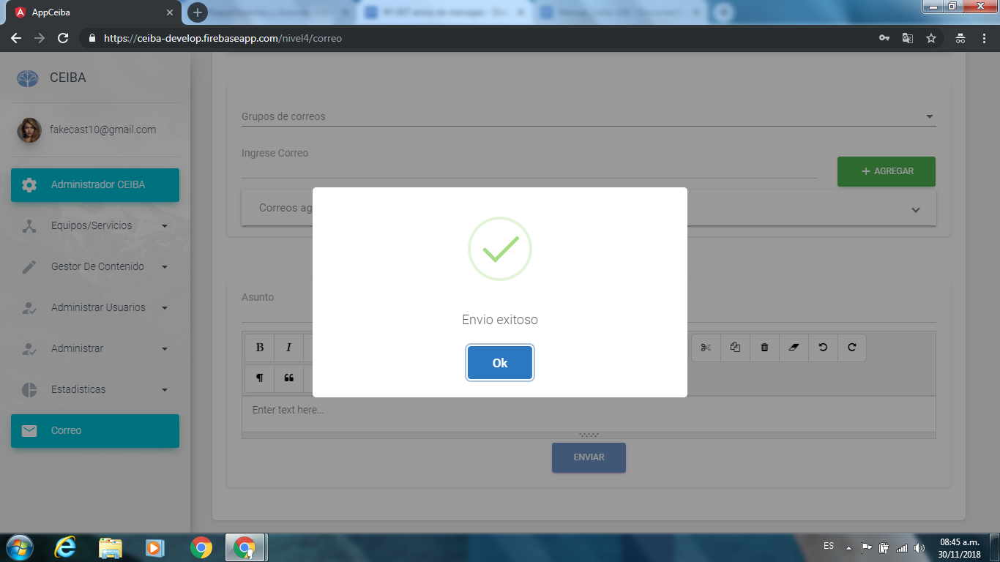 AppCeiba
https://ceiba-develop.firebaseapp.com/nivel4/correo
CEIBA
fakecast10@gmail.com
Administrador CEIBA
Equipos/Servicios
Gestor De Contenido
Administrar Usuarios
Administrar
Estadisticas
Correo
Grupos de correos
Ingrese Correo
+ AGREGAR
Correos ag
Envio exitoso
Ok
Asunto
B I
Enter text here...
ENVIAR
ES
08:45 a.m.
30/11/2018